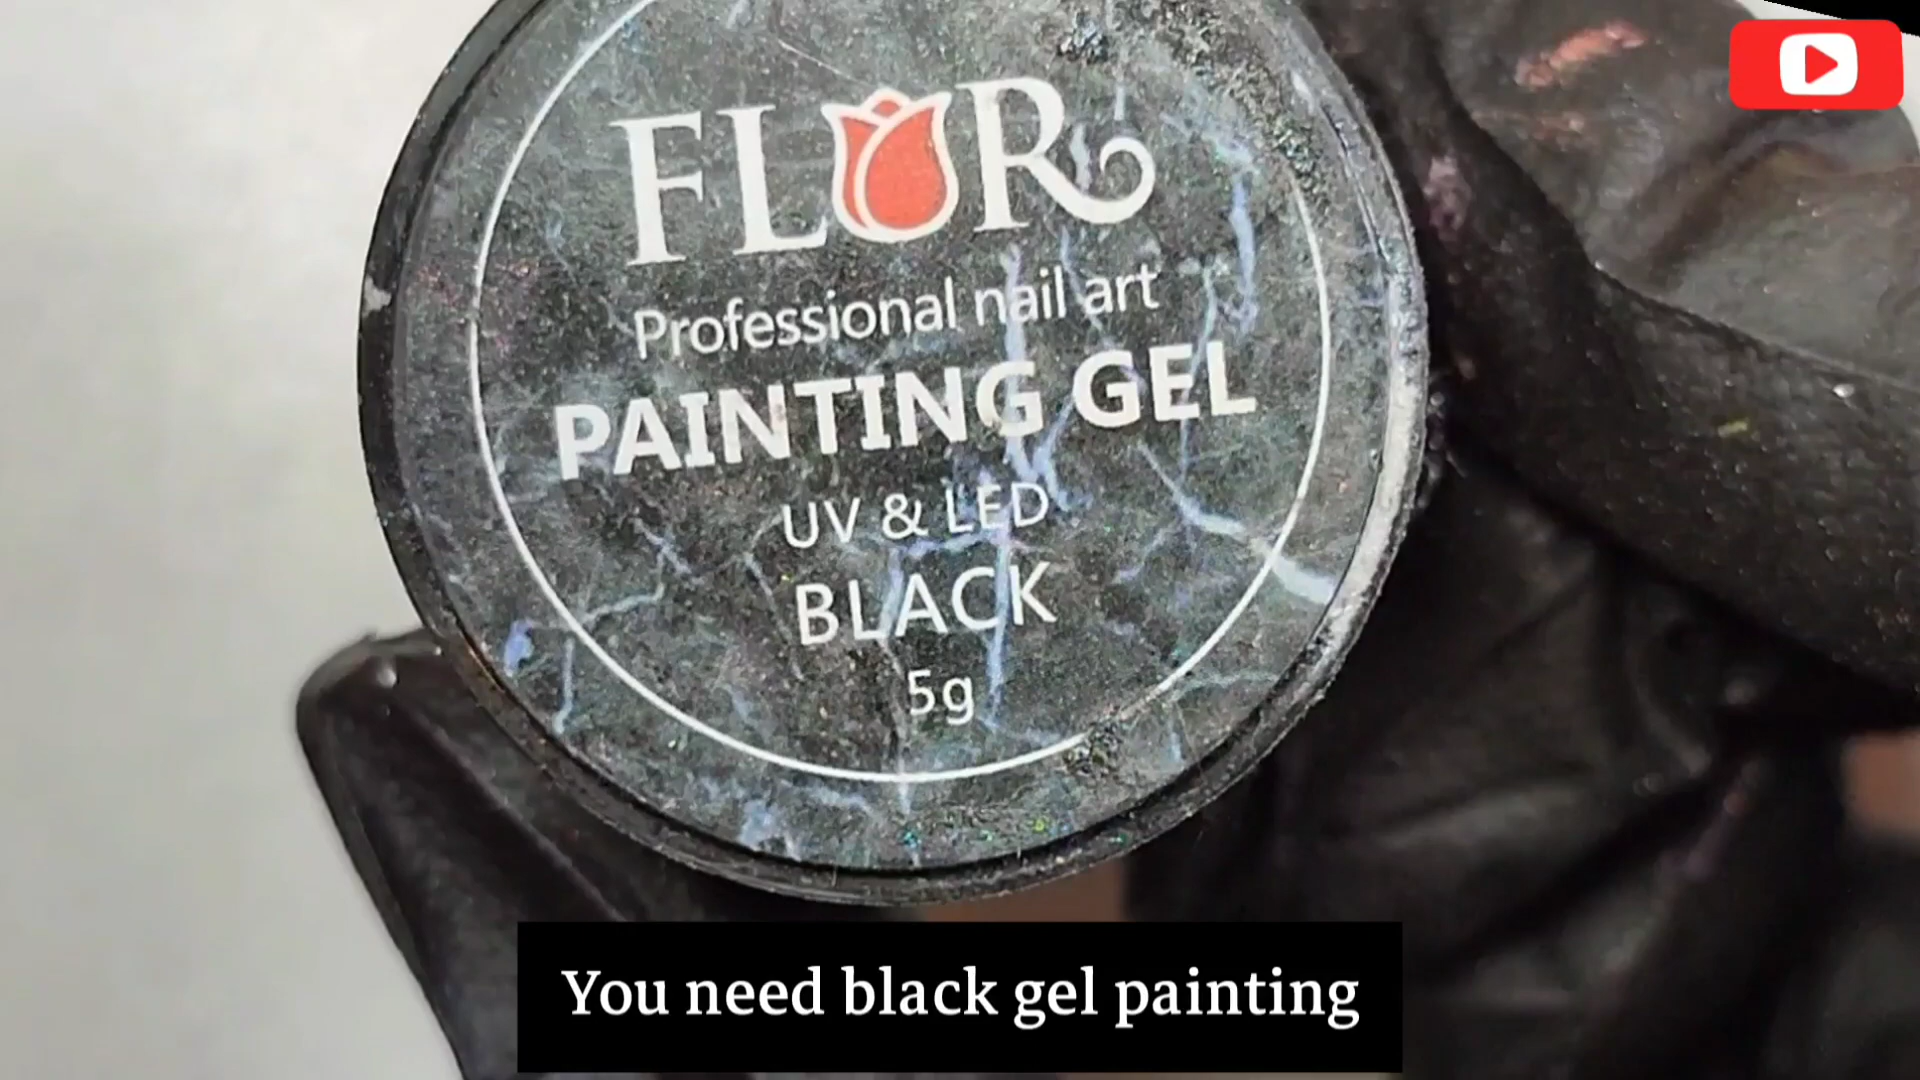 FLOR
Professional nail art
PAINTING GEL
UV & LED
BLACK
5g
You need black gel painting